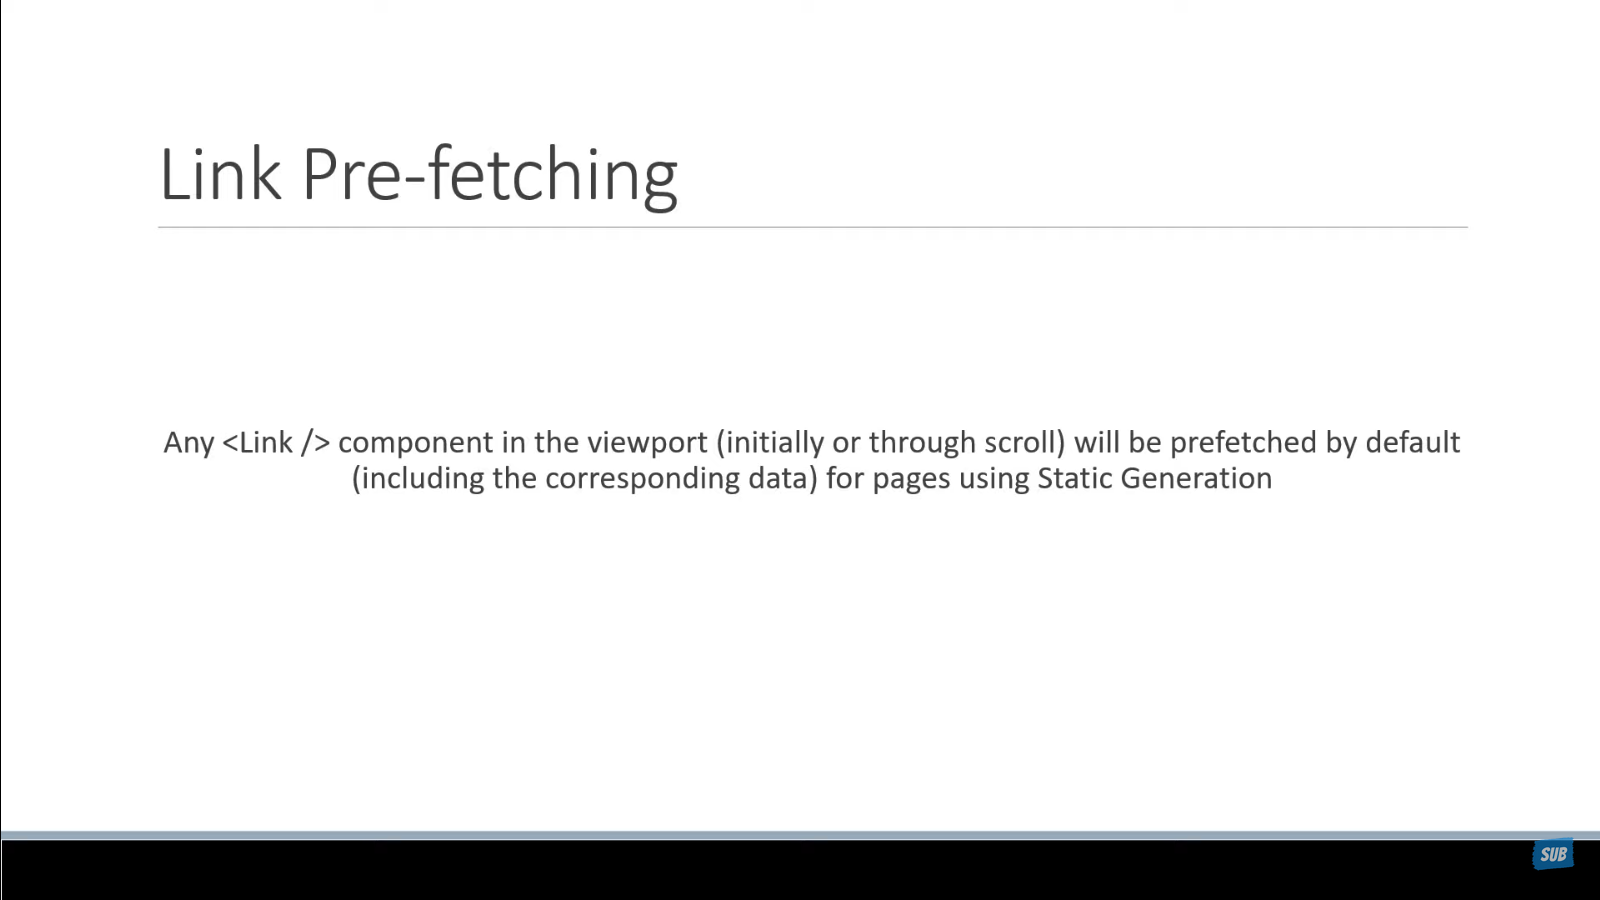 Link Pre-fetching
Any <Link /> component in the viewport (initially or through scroll) will be prefetched by default
(including the corresponding data) for pages using Static Generation
SUB